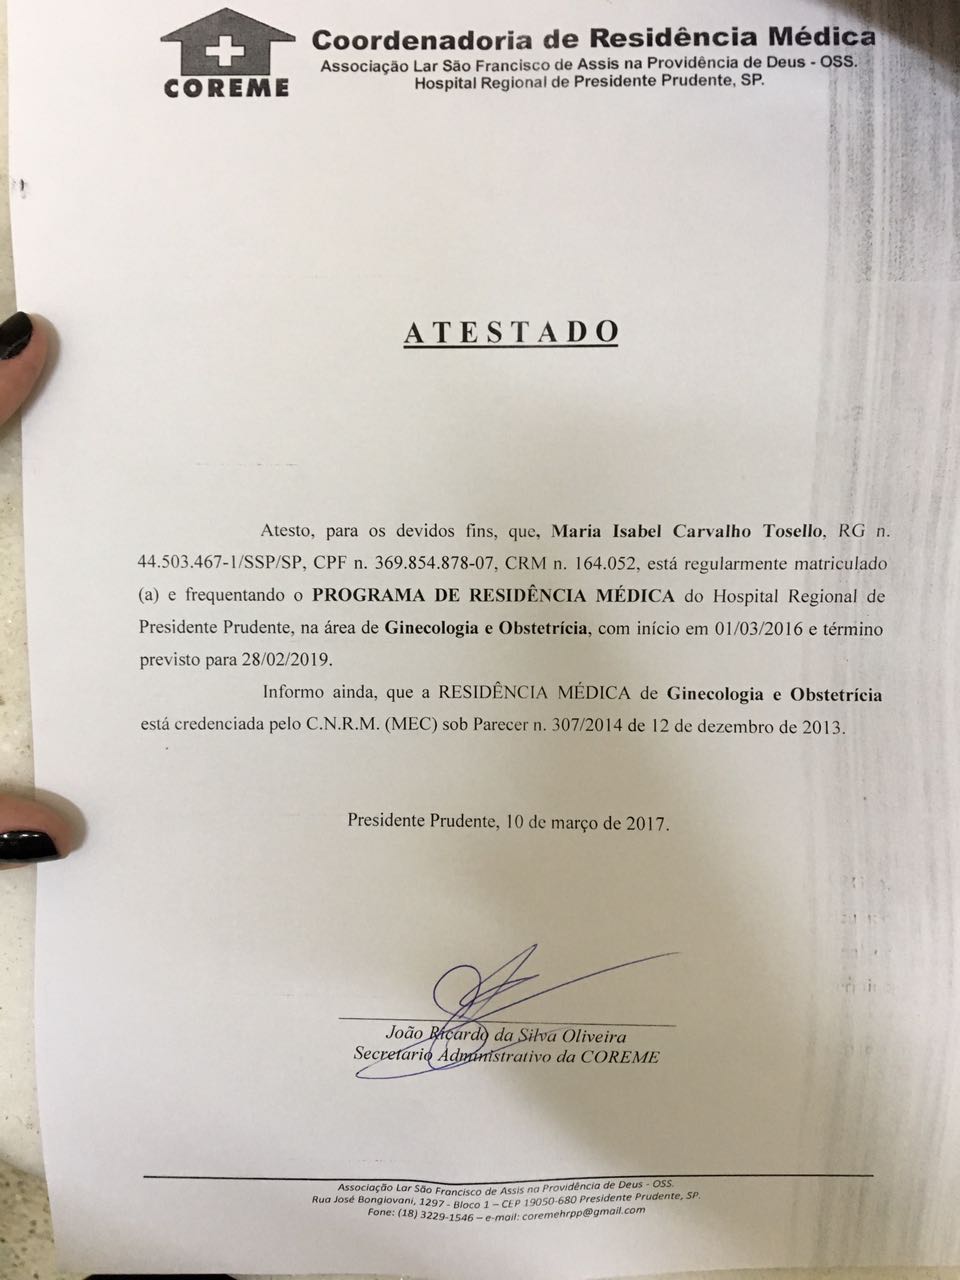 Coordenadoria de Residência Médica
Associação Lar São Francisco de Assis na Providência de Deus - OSS.
Hospital Regional de Presidente Prudente, SP.
COREME
ATESTADO
Atesto, para os devidos fins, que, Maria Isabel Carvalho Tosello, RG n.
44.503.467-1/SSP/SP, CPF n. 369.854.878-07, CRM n. 164.052, está regularmente matriculado
(a) e frequentando o PROGRAMA DE RESIDÊNCIA MÉDICA do Hospital Regional de
Presidente Prudente, na área de Ginecologia e Obstetrícia, com início em 01/03/2016 e término
previsto para 28/02/2019.
Informo ainda, que a RESIDÊNCIA MÉDICA de Ginecologia e Obstetrícia
está credenciada pelo C.N.R.M. (MEC) sob Parecer n. 307/2014 de 12 de dezembro de 2013.
Presidente Prudente, 10 de março de 2017.
João Ricardo da Silva Oliveira
Secretario Administrativo da COREME
Associação Lar São Francisco de Assis na Providência de Deus - OSS.
Rua José Bongiovani, 1297 - Bloco 1 – CEP 19050-680 Presidente Prudente, SP.
Fone: (18) 3229-1546 – e-mail: coremehrpp@gmail.com